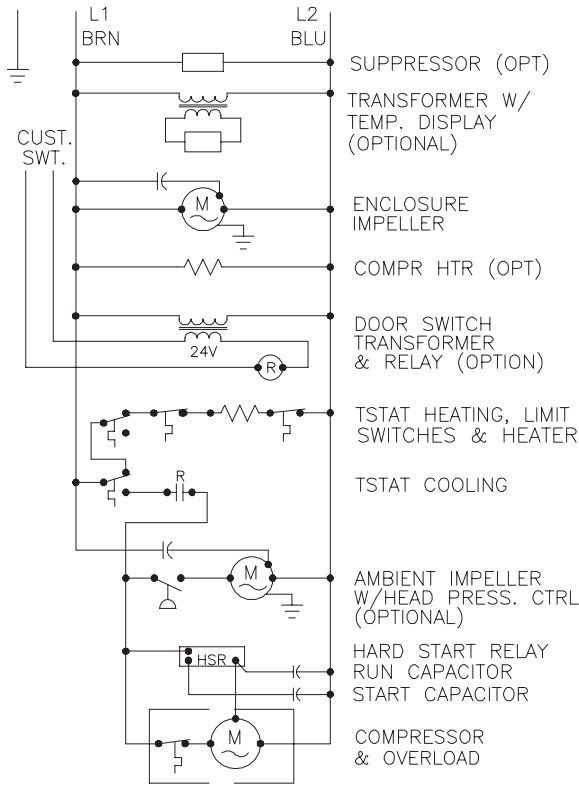 L1
BRN
L2
BLU
SUPPRESSOR (OPT)
TRANSFORMER W/
TEMP. DISPLAY
(OPTIONAL)
CUST.
SWT.
M
ENCLOSURE
IMPELLER
COMPR HTR (OPT)
24V
R
DOOR SWITCH
TRANSFORMER
& RELAY (OPTION)
TSTAT HEATING, LIMIT
SWITCHES & HEATER
R
TSTAT COOLING
M
AMBIENT IMPELLER
W/HEAD PRESS. CTRL
(OPTIONAL)
HSR
HARD START RELAY
RUN CAPACITOR
START CAPACITOR
M
COMPRESSOR
& OVERLOAD